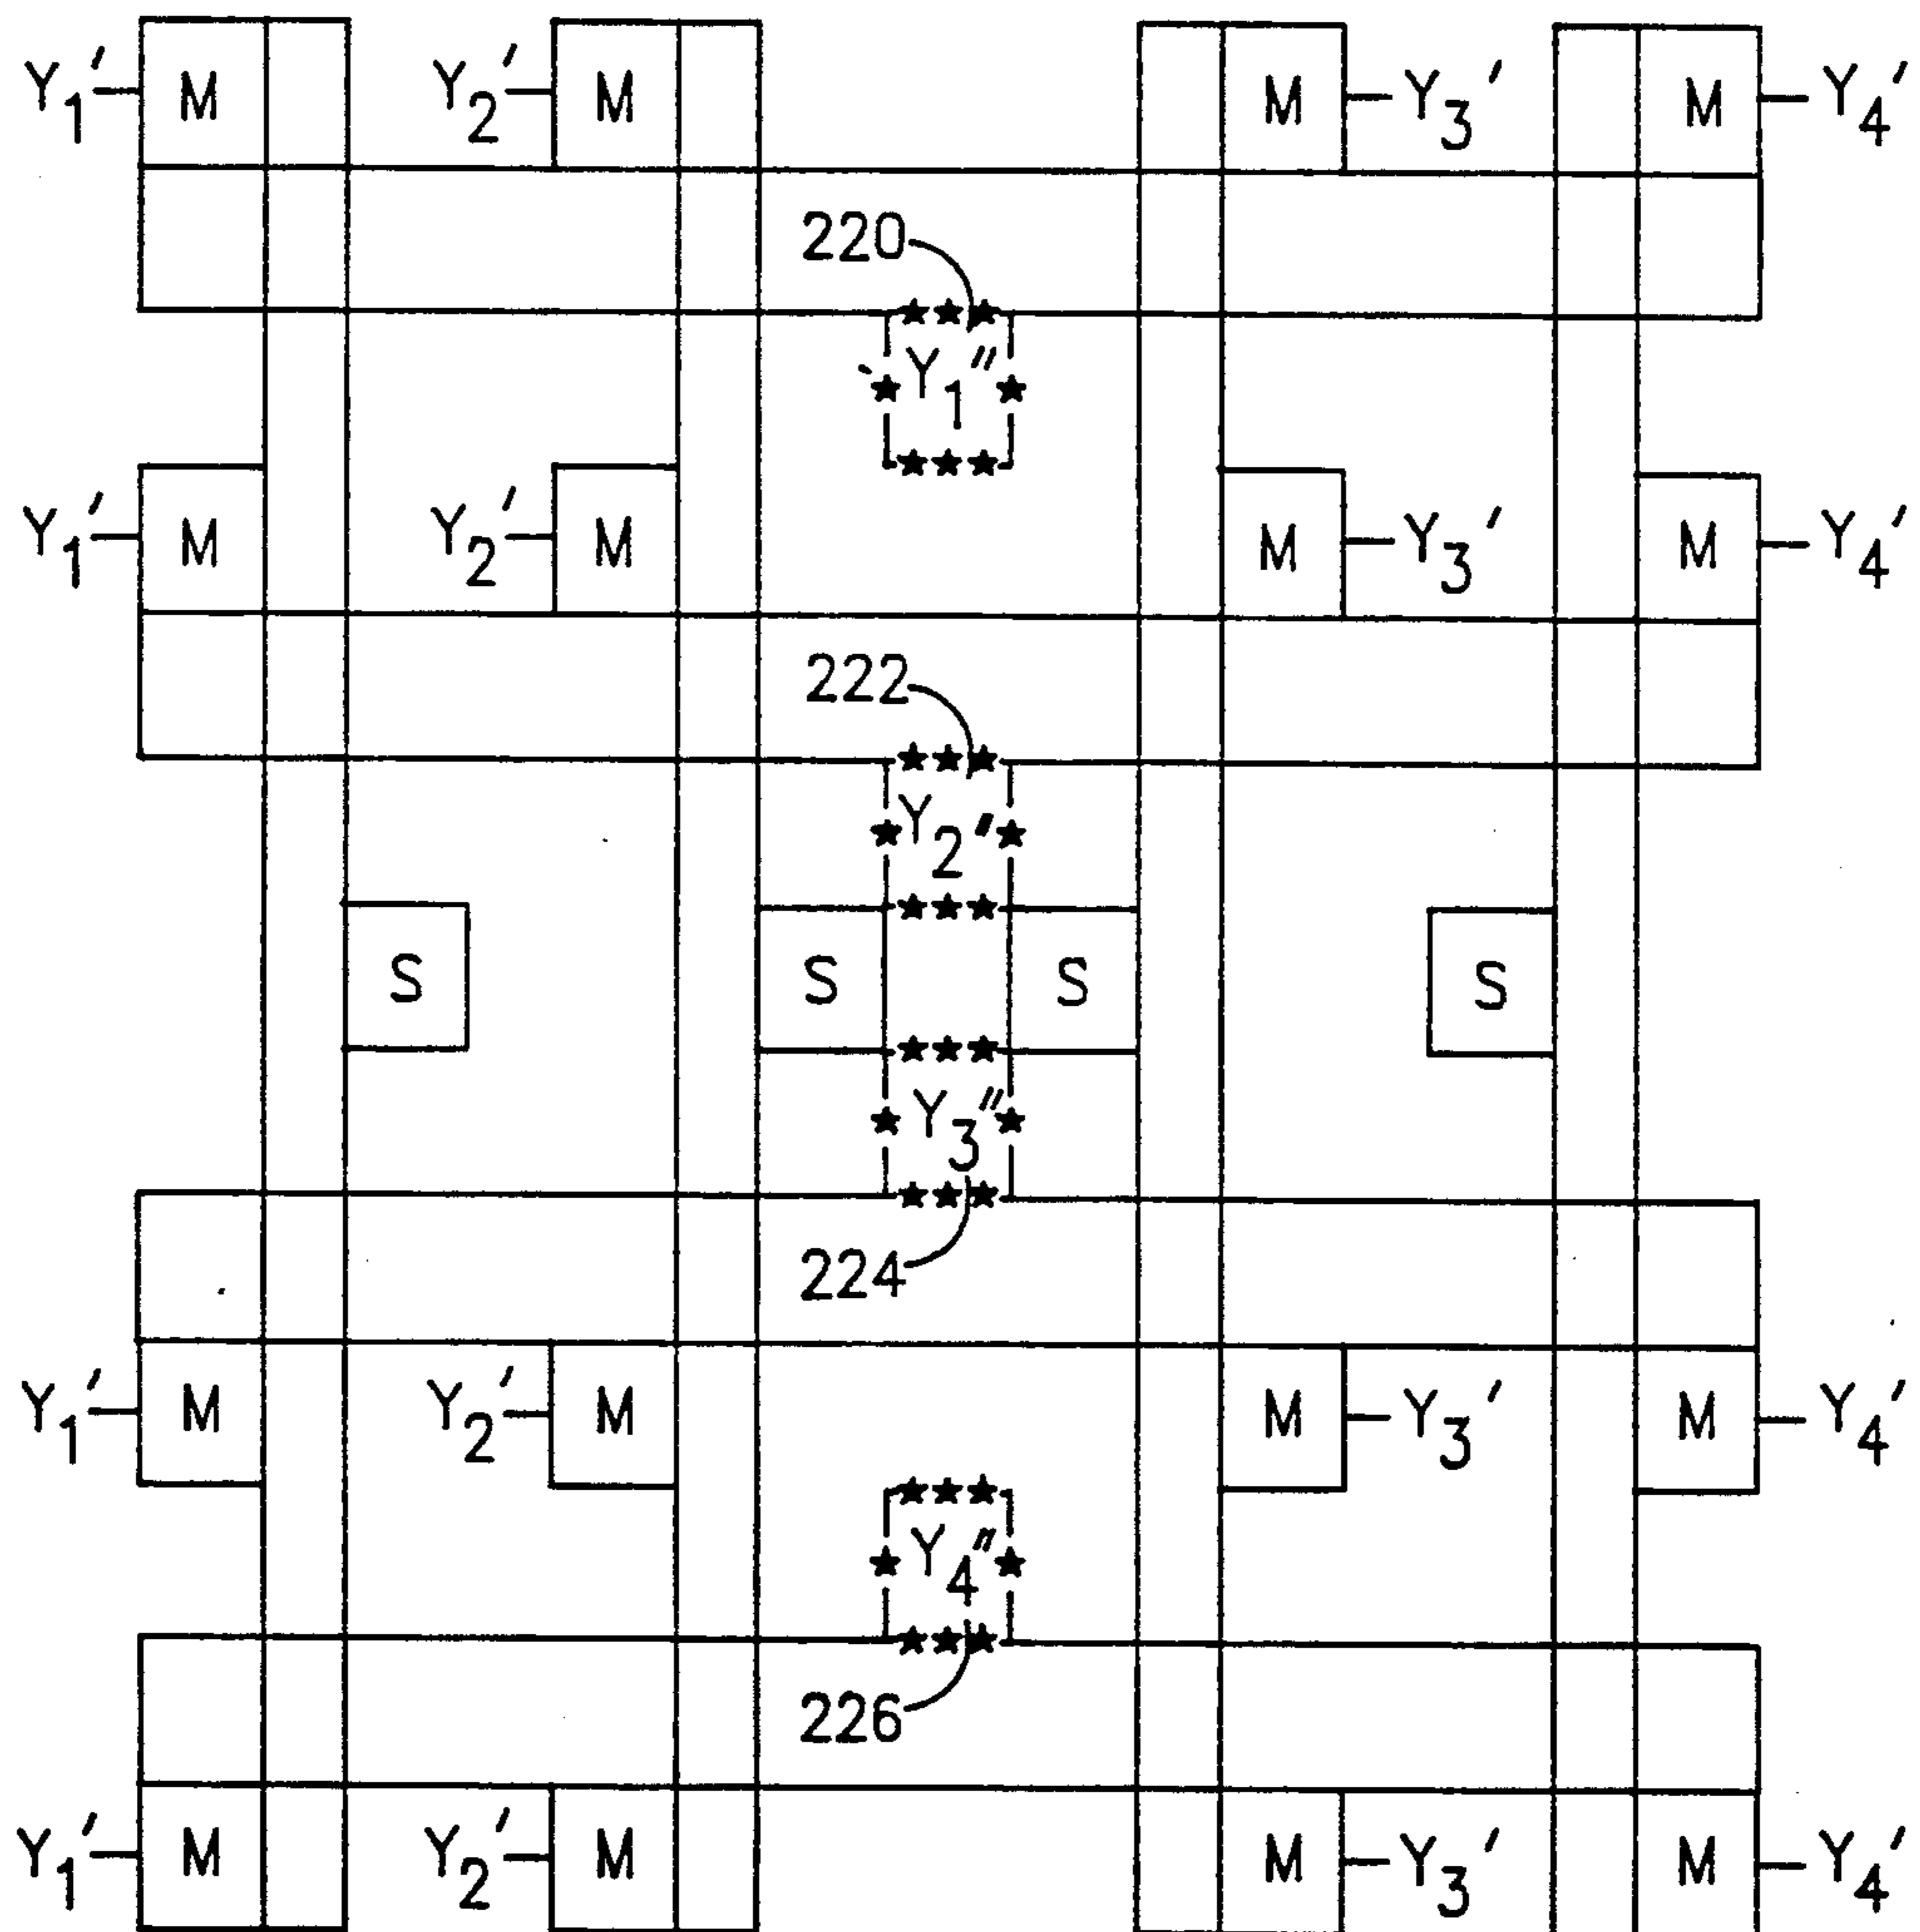 Y₁′ M Y₂′ M M Y₃′ M Y₄′
220
Y₁″
Y₁′ M Y₂′ M M Y₃′ M Y₄′
222
Y₂″
S S S S
Y₃″
224
Y₁′ M Y₂′ M M Y₃′ M Y₄′
Y₄″
226
Y₁′ M Y₂′ M M Y₃′ M Y₄′